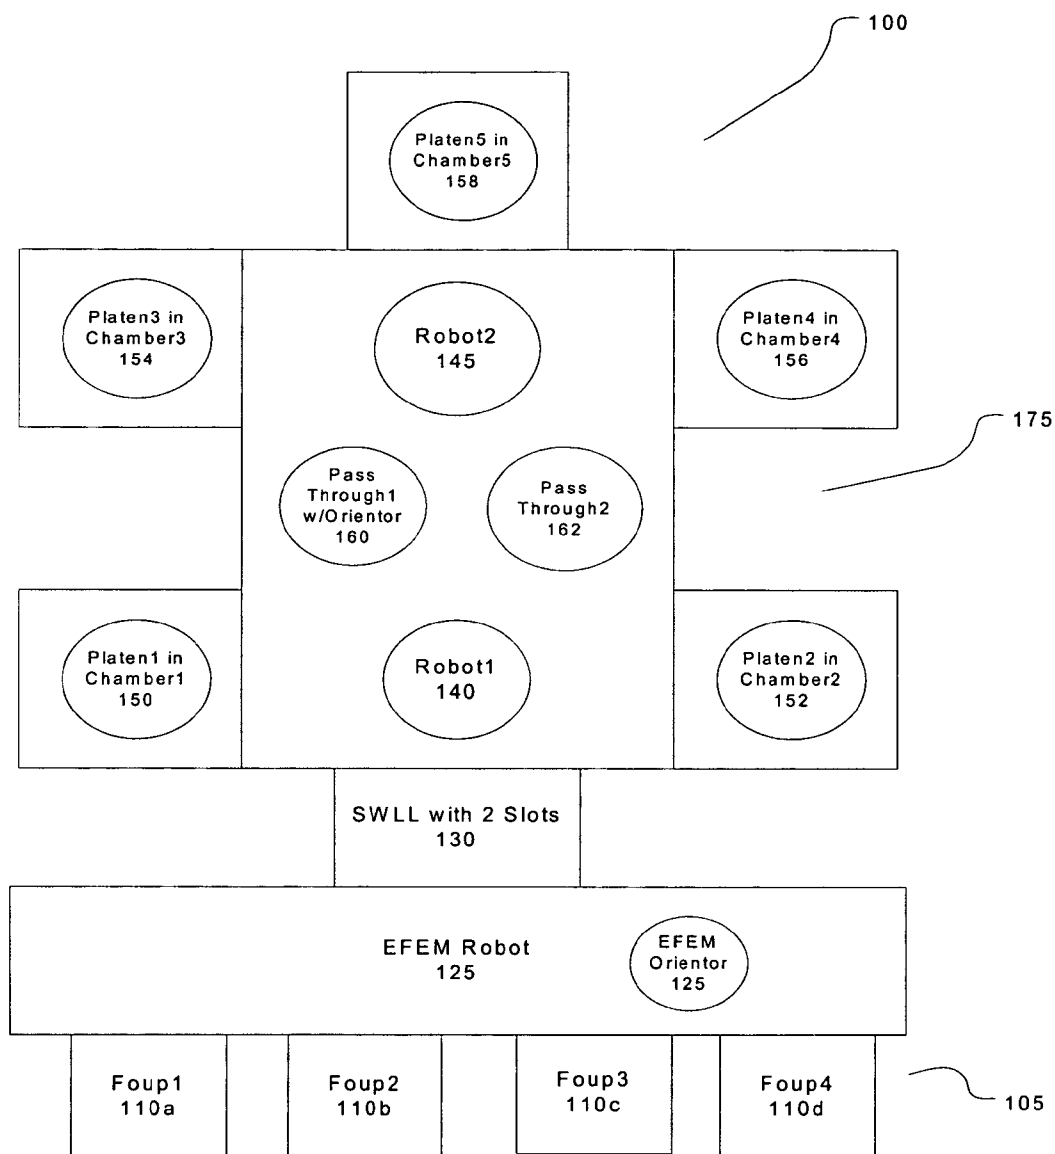 100
Platen5 in
Chamber5
158
Platen3 in
Chamber3
154
Robot2
145
Platen4 in
Chamber4
156
175
Pass
Through1
w/Orientor
160
Pass
Through2
162
Platen1 in
Chamber1
150
Robot1
140
Platen2 in
Chamber2
152
SWLL with 2 Slots
130
EFEM Robot
125
EFEM
Orientor
125
Foup1
110a
Foup2
110b
Foup3
110c
Foup4
110d
105